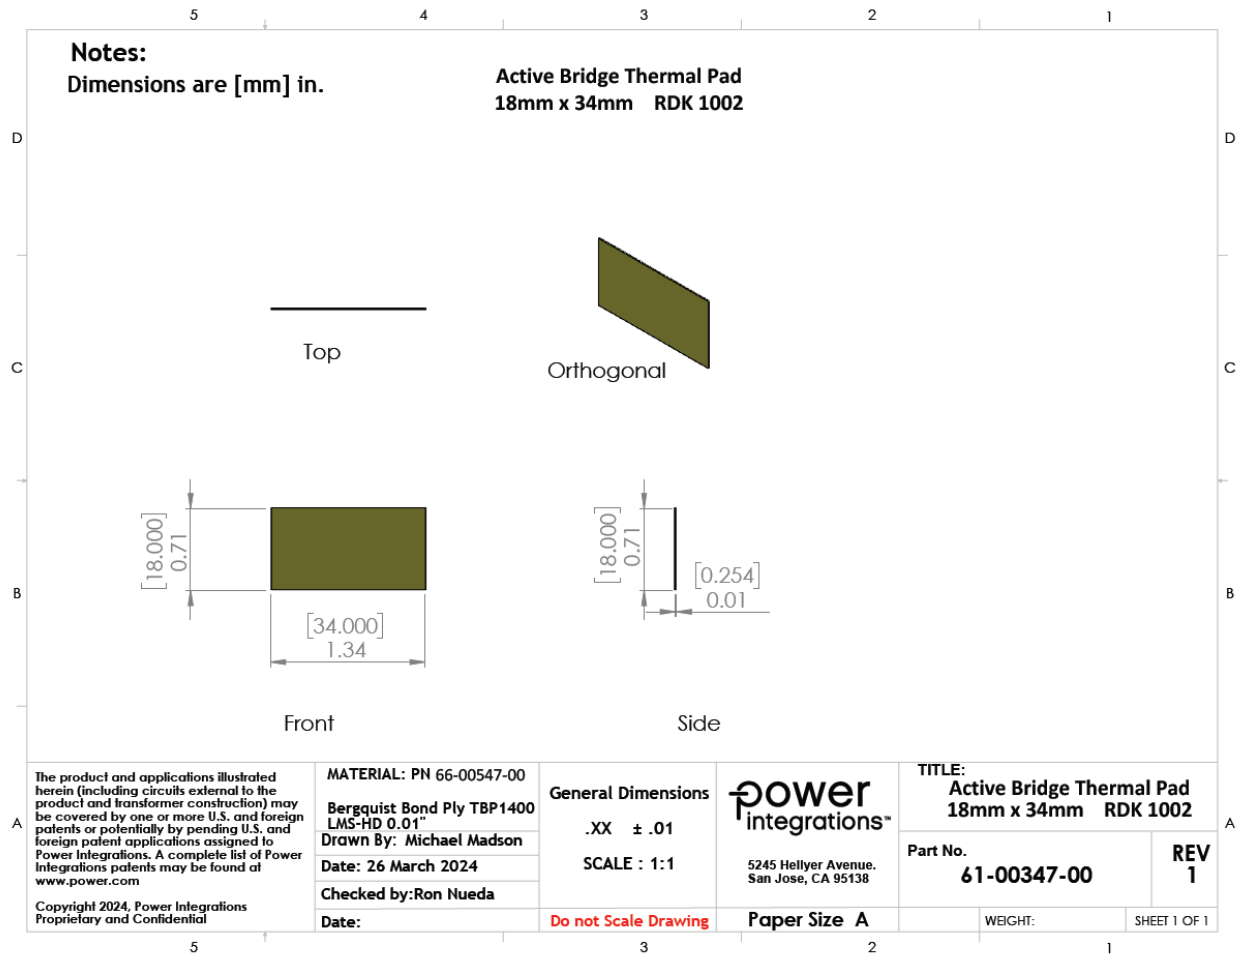 5 4 3 2 1
Notes:
Dimensions are [mm] in.
Active Bridge Thermal Pad
18mm x 34mm RDK 1002
D D
Top
Orthogonal
C C
[18.000]
0.71
[34.000]
1.34
Front
[18.000]
0.71
[0.254]
0.01
Side
B B
The product and applications illustrated
herein (including circuits external to the
product and transformer construction) may
be covered by one or more U.S. and foreign
patents or potentially by pending U.S. and
foreign patent applications assigned to
Power Integrations. A complete list of Power
Integrations patents may be found at
www.power.com
Copyright 2024, Power Integrations
Proprietary and Confidential
MATERIAL: PN 66-00547-00
Bergquist Bond Ply TBP1400
LMS-HD 0.01"
Drawn By: Michael Madson
Date: 26 March 2024
Checked by:Ron Nueda
Date:
General Dimensions
.XX ± .01
SCALE : 1:1
Do not Scale Drawing
power
integrations™
5245 Hellyer Avenue.
San Jose, CA 95138
Paper Size A
TITLE:
Active Bridge Thermal Pad
18mm x 34mm RDK 1002
Part No.
61-00347-00
REV
1
WEIGHT:
SHEET 1 OF 1
A A
5 3 2 1